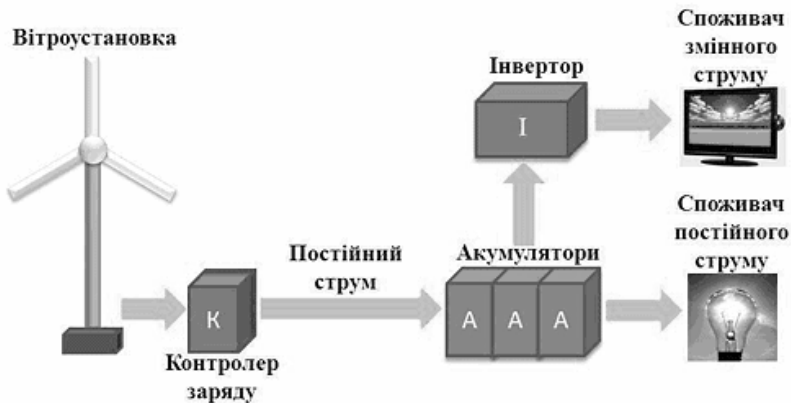 Вітроустановка
Споживач
змінного
струму
Інвертор
І
Споживач
постійного
струму
Постійний
струм
Акумулятори
К
А А А
Контролер
заряду